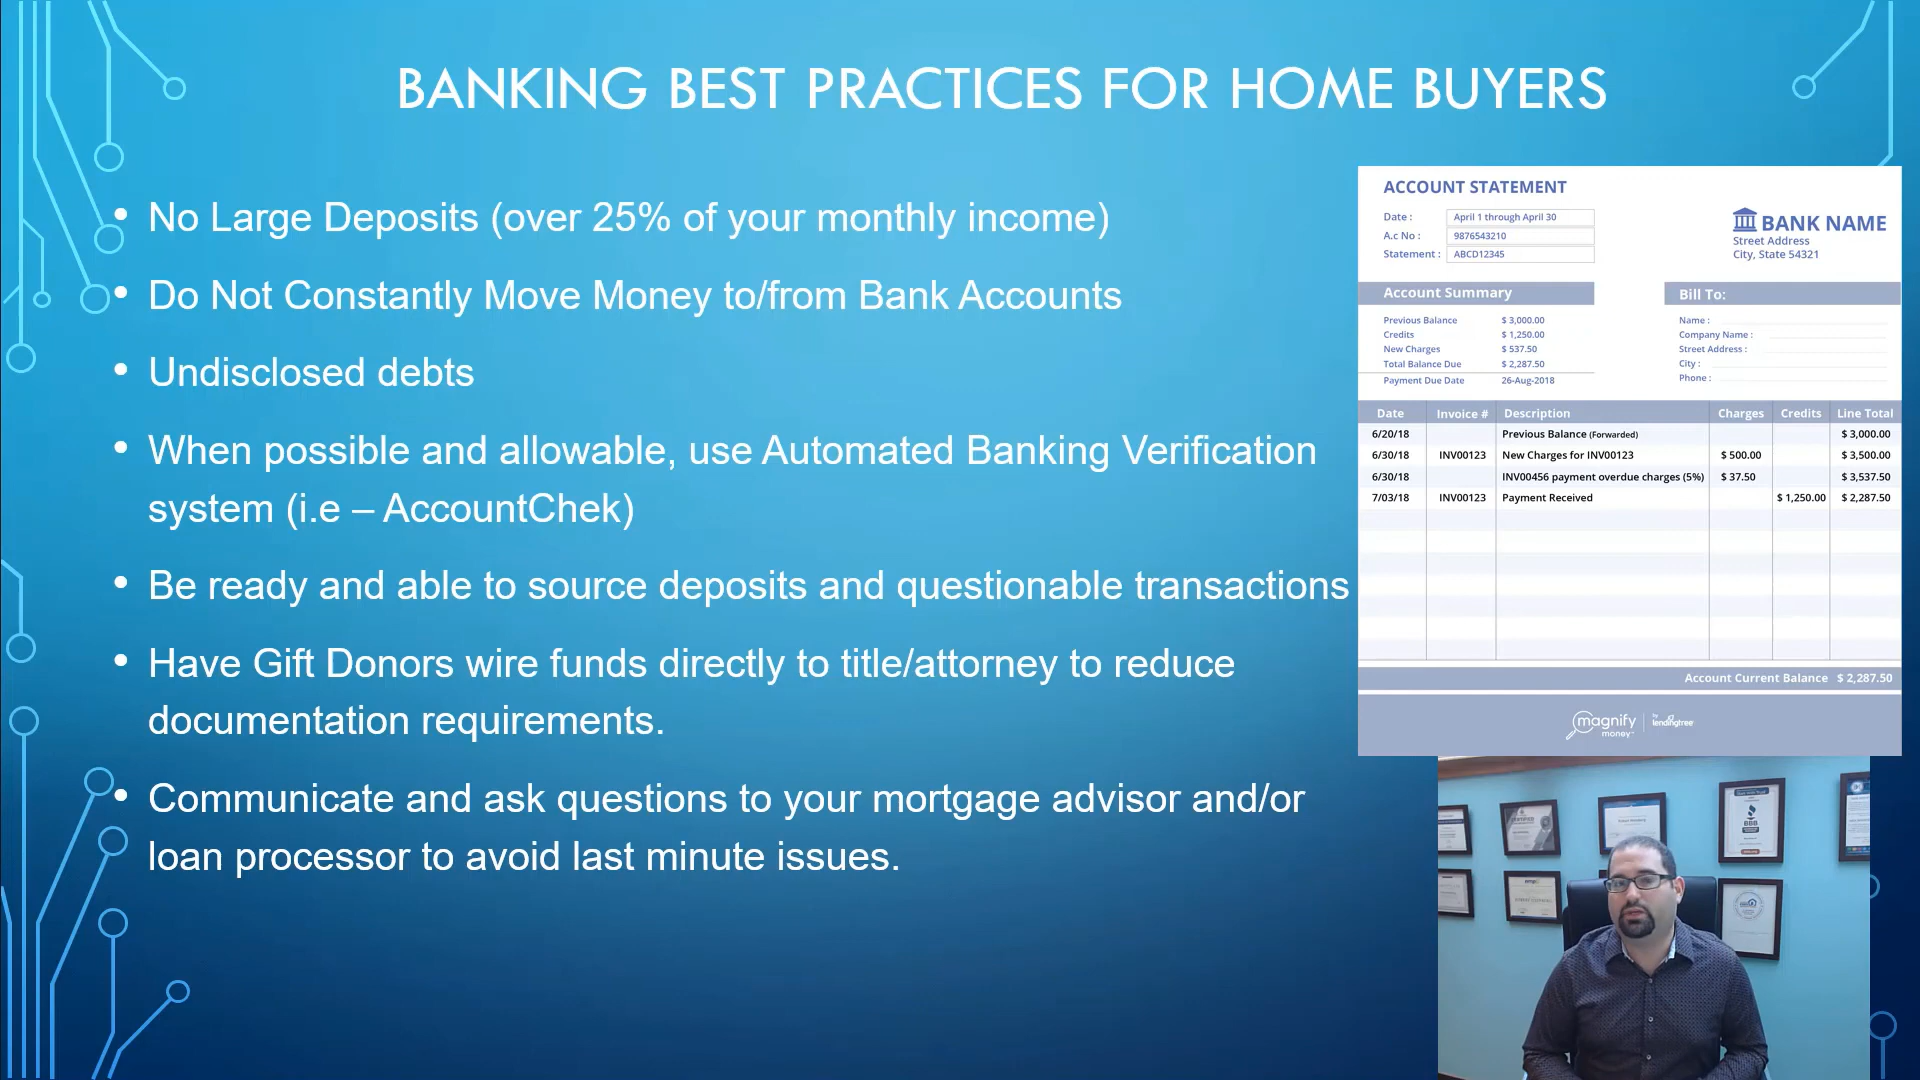 BANKING BEST PRACTICES FOR HOME BUYERS
• No Large Deposits (over 25% of your monthly income)
• Do Not Constantly Move Money to/from Bank Accounts
• Undisclosed debts
• When possible and allowable, use Automated Banking Verification
system (i.e – AccountChek)
• Be ready and able to source deposits and questionable transactions
• Have Gift Donors wire funds directly to title/attorney to reduce
documentation requirements.
• Communicate and ask questions to your mortgage advisor and/or
loan processor to avoid last minute issues.
ACCOUNT STATEMENT
Date : April 1 through April 30
A.c No : 9876543210
Statement : ABCD12345
BANK NAME
Street Address
City, State 54321
Account Summary
Previous Balance $ 3,000.00
Credits $ 1,250.00
New Charges $ 537.50
Total Balance Due $ 2,287.50
Payment Due Date 26-Aug-2018
Bill To:
Name :
Company Name :
Street Address :
City :
Phone :
Date Invoice # Description Charges Credits Line Total
6/20/18 Previous Balance (Forwarded) $ 3,000.00
6/30/18 INV00123 New Charges for INV00123 $ 500.00 $ 3,500.00
6/30/18 INV00456 payment overdue charges (5%) $ 37.50 $ 3,537.50
7/03/18 INV00123 Payment Received $ 1,250.00 $ 2,287.50
Account Current Balance $ 2,287.50
magnify
money
by
lendingtree
BBB